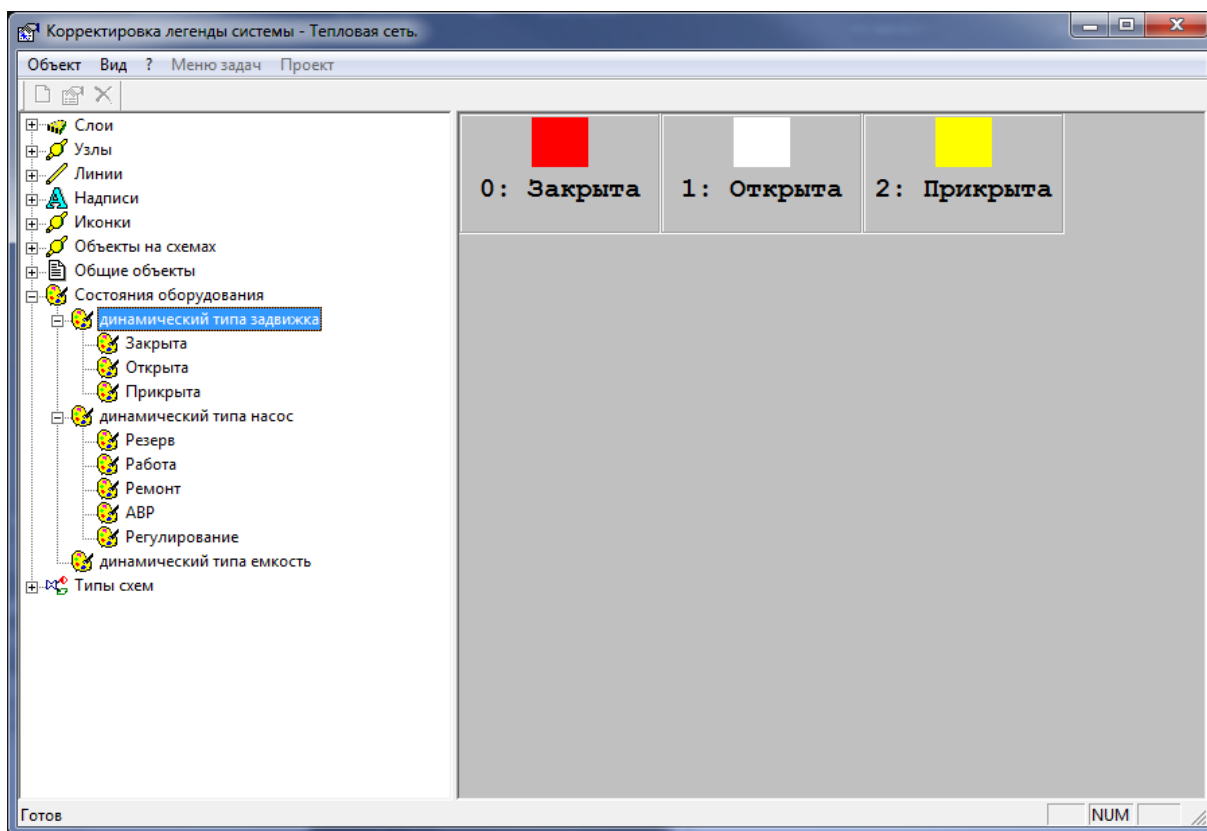 Корректировка легенды системы - Тепловая сеть.
Объект Вид ? Меню задач Проект
Слои
Узлы
Линии
Надписи
Иконки
Объекты на схемах
Общие объекты
Состояния оборудования
динамический типа задвижка
Закрыта
Открыта
Прикрыта
динамический типа насос
Резерв
Работа
Ремонт
АВР
Регулирование
динамический типа емкость
Типы схем
0: Закрыта
1: Открыта
2: Прикрыта
Готов
NUM